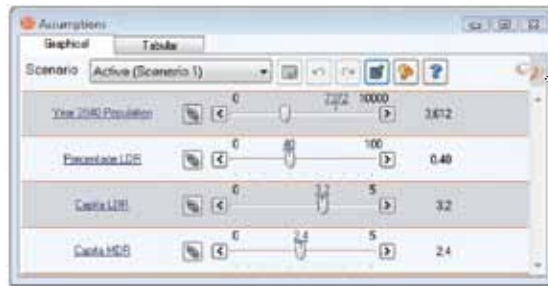 Assumptions
Graphical Tabular
Scenario Active (Scenario 1)
0 7372 10000
Year 2040 Population 3,612
0 40 100
Percentage LDR 0.40
0 3.2 5
Capita LDR 3.2
0 2.4 5
Capita MDR 2.4